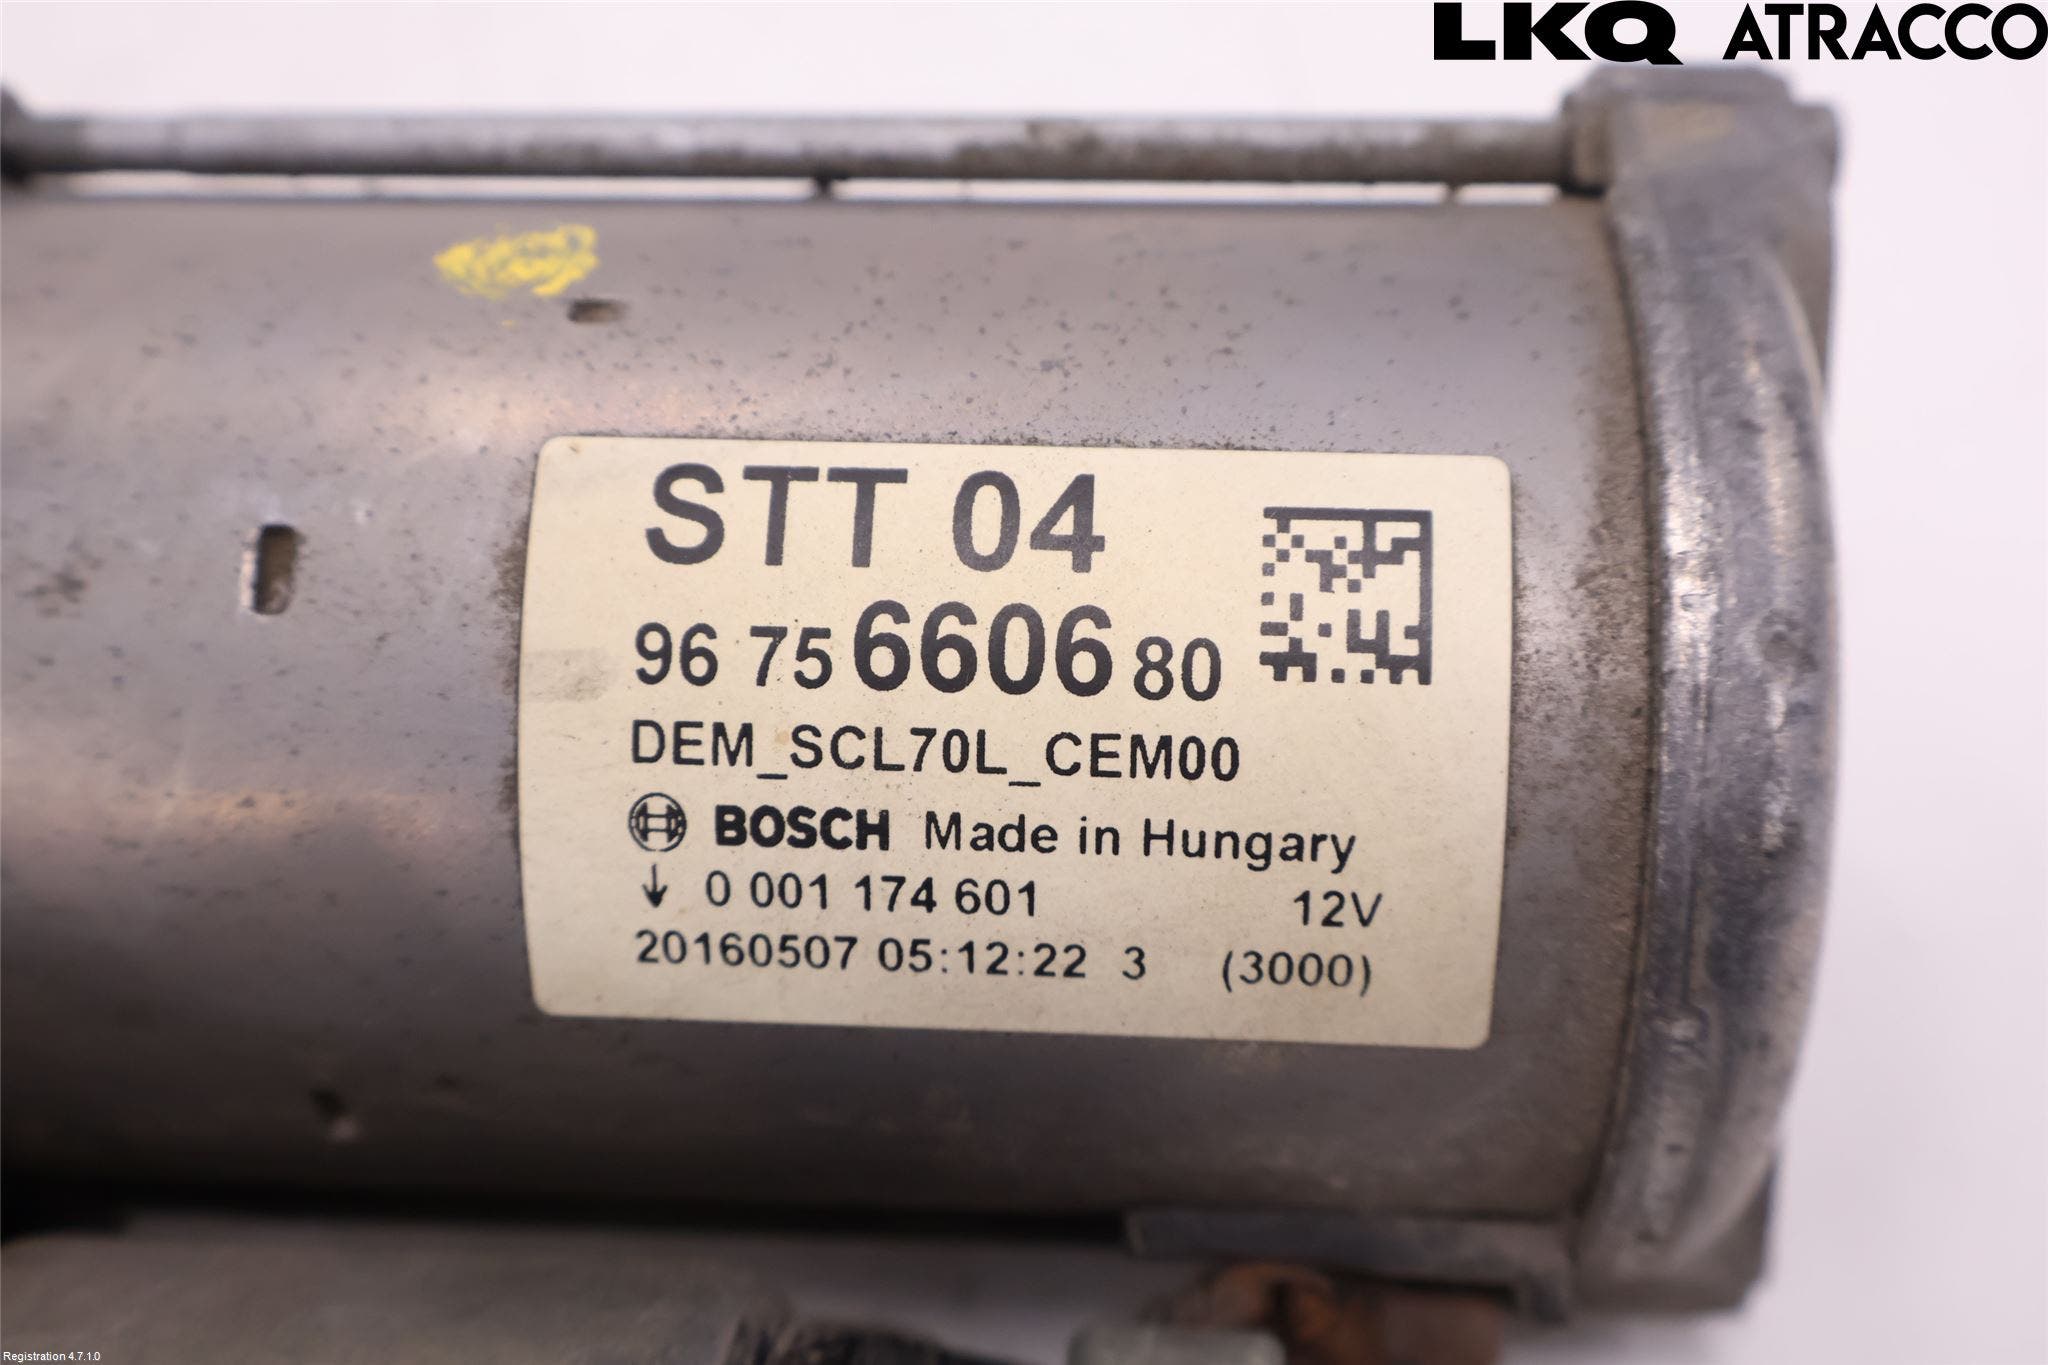 LKQ ATRACCO
STT 04
96 75 6606 80
DEM_SCL70L_CEM00
BOSCH Made in Hungary
↓ 0 001 174 601 12V
20160507 05:12:22 3 (3000)
Registration 4.7.1.0